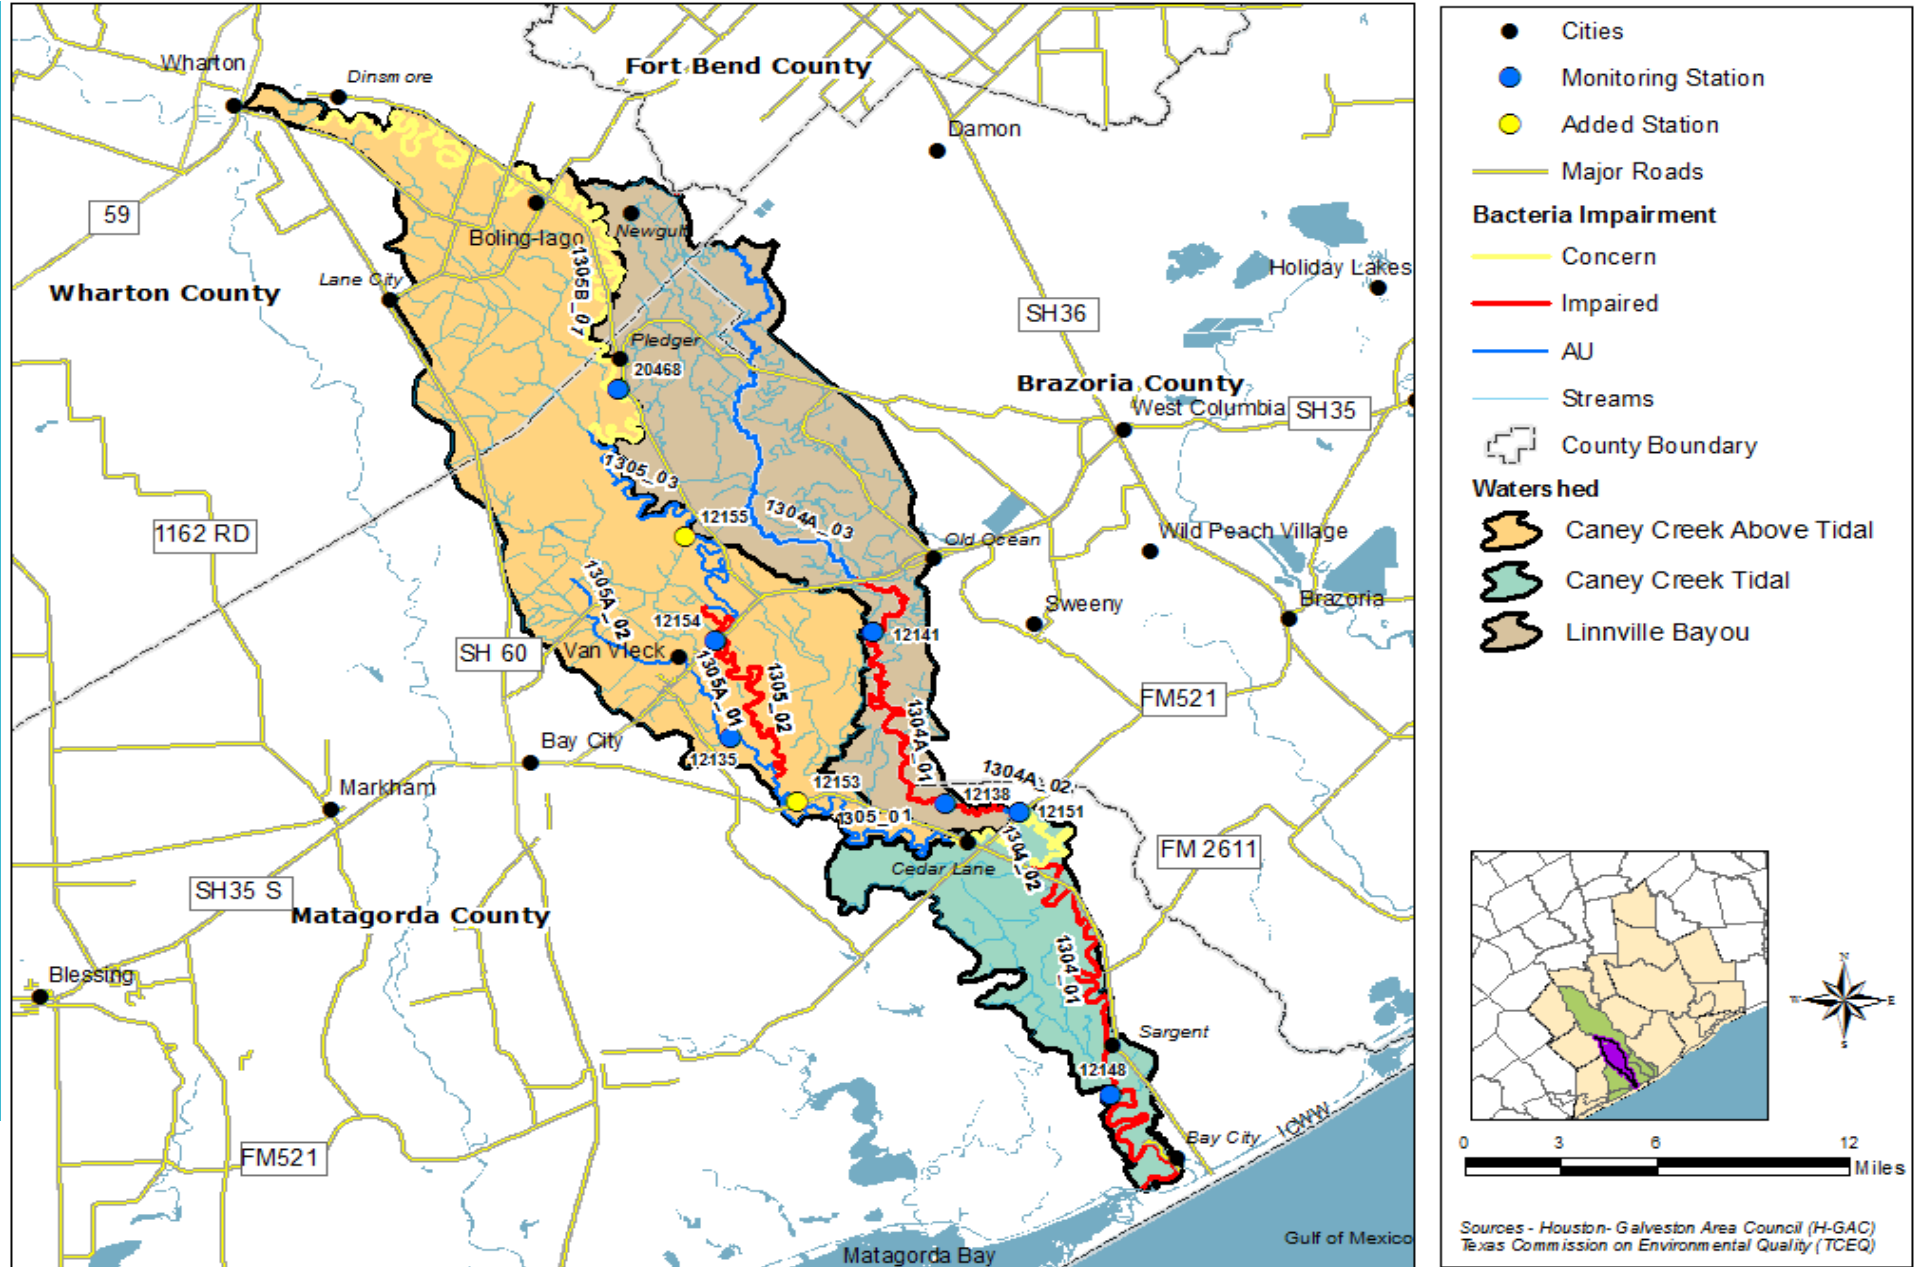 Wharton
Dinsmore
Fort Bend County
Damon
59
Boling-Iago
Newgulf
1305B_01
Lane City
Wharton County
Holiday Lakes
SH36
Pledger
20468
Brazoria County
West Columbia
SH35
1305_03
12155
1304A_03
Old Ocean
Wild Peach Village
1162 RD
1305A_02
12154
Sweeny
Brazoria
12141
SH 60
Van Vleck
1305A_01
1305_02
FM521
1304A_01
Bay City
12135
12153
1304A_02
12138
12151
Markham
1305_01
1304_02
FM 2611
Cedar Lane
SH35 S
Matagorda County
1304_01
Blessing
Sargent
12148
FM521
Bay City
ICWW
Gulf of Mexico
Matagorda Bay
Cities
Monitoring Station
Added Station
Major Roads
Bacteria Impairment
Concern
Impaired
AU
Streams
County Boundary
Watershed
Caney Creek Above Tidal
Caney Creek Tidal
Linnville Bayou
N
W
E
S
0 3 6 12
Miles
Sources - Houston- Galveston Area Council (H-GAC)
Texas Commission on Environmental Quality (TCEQ)